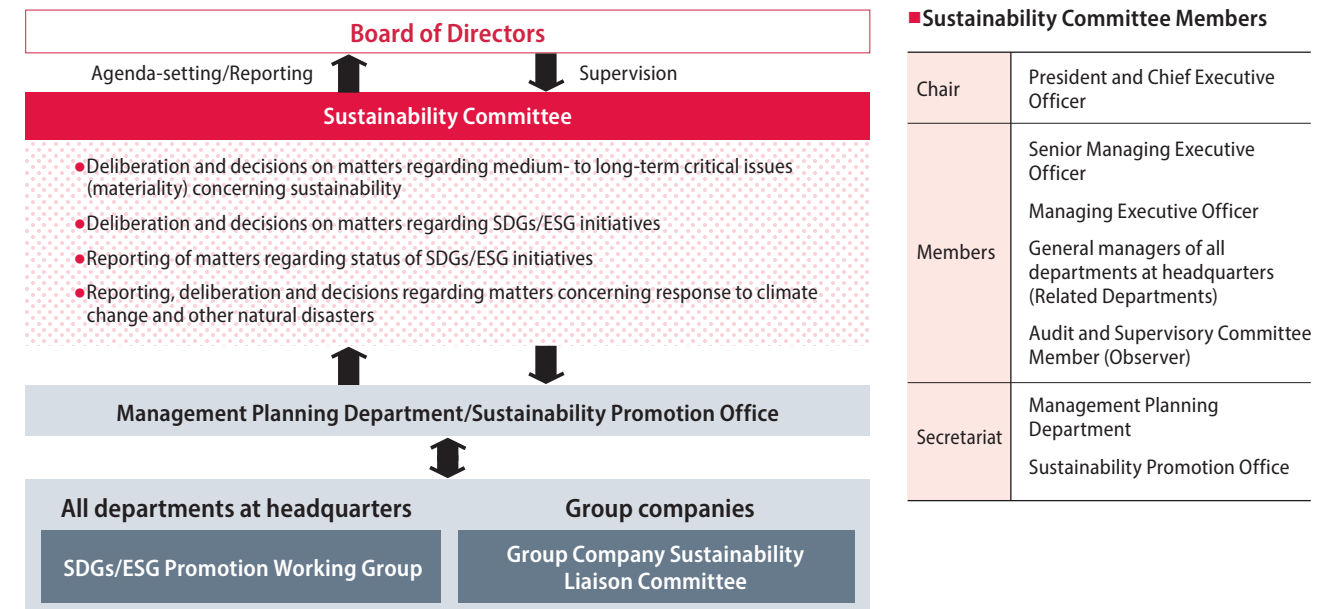 Board of Directors
Agenda-setting/Reporting
Supervision
Sustainability Committee
●Deliberation and decisions on matters regarding medium- to long-term critical issues
(materiality) concerning sustainability
●Deliberation and decisions on matters regarding SDGs/ESG initiatives
●Reporting of matters regarding status of SDGs/ESG initiatives
●Reporting, deliberation and decisions regarding matters concerning response to climate
change and other natural disasters
Management Planning Department/Sustainability Promotion Office
All departments at headquarters
SDGs/ESG Promotion Working Group
Group companies
Group Company Sustainability
Liaison Committee
■Sustainability Committee Members
Chair
President and Chief Executive
Officer
Members
Senior Managing Executive
Officer
Managing Executive Officer
General managers of all
departments at headquarters
(Related Departments)
Audit and Supervisory Committee
Member (Observer)
Secretariat
Management Planning
Department
Sustainability Promotion Office